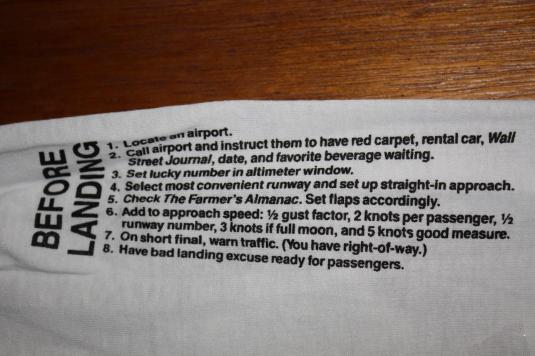 BEFORE
LANDING
1. Locate an airport.
2. Call airport and instruct them to have red carpet, rental car, Wall
Street Journal, date, and favorite beverage waiting.
3. Set lucky number in altimeter window.
4. Select most convenient runway and set up straight-in approach.
5. Check The Farmer's Almanac. Set flaps accordingly.
6. Add to approach speed: ½ gust factor, 2 knots per passenger, ½
runway number, 3 knots if full moon, and 5 knots good measure.
7. On short final, warn traffic. (You have right-of-way.)
8. Have bad landing excuse ready for passengers.